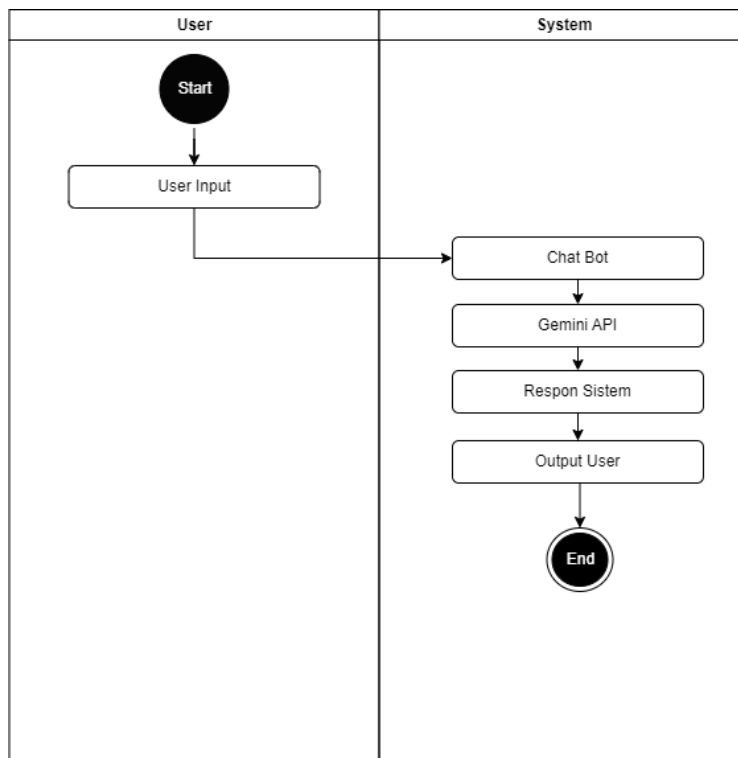 User
System
Start
User Input
Chat Bot
Gemini API
Respon Sistem
Output User
End